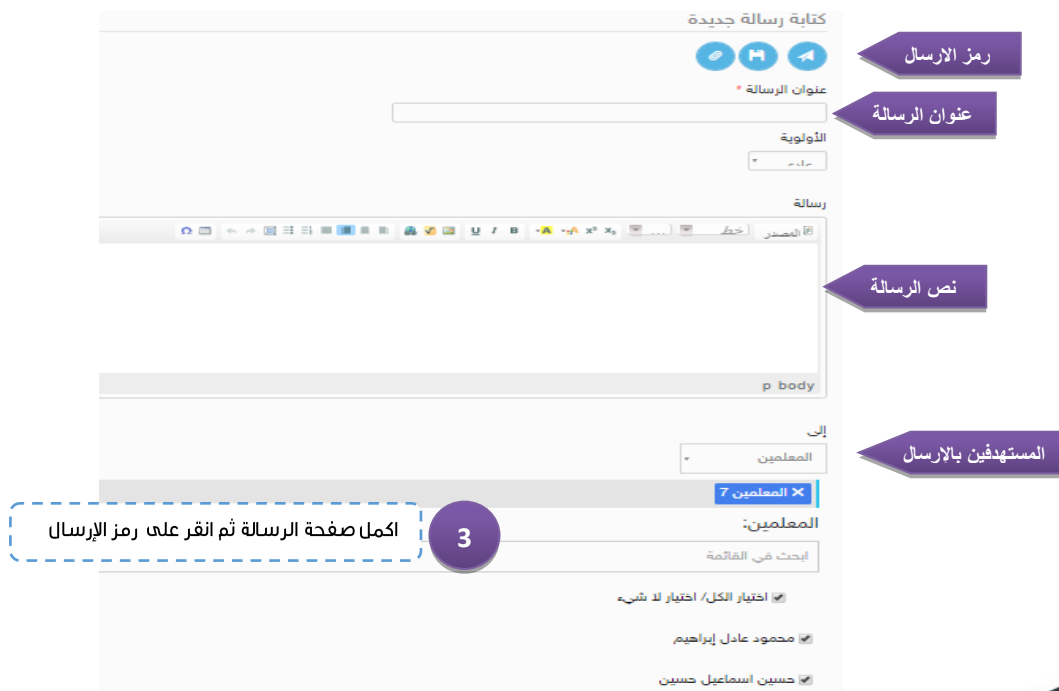 كتابة رسالة جديدة
رمز الارسال
عنوان الرسالة *
عنوان الرسالة
الأولوية
عادي
رسالة
المصدر خط ...
نص الرسالة
p body
إلى
المعلمين
المستهدفين بالإرسال
✕ المعلمين 7
المعلمين:
3
اكمل صفحة الرسالة ثم انقر على رمز الإرسال
ابحث في القائمة
اختيار الكل/ اختيار لا شيء
محمود عادل إبراهيم
حسين اسماعيل حسين